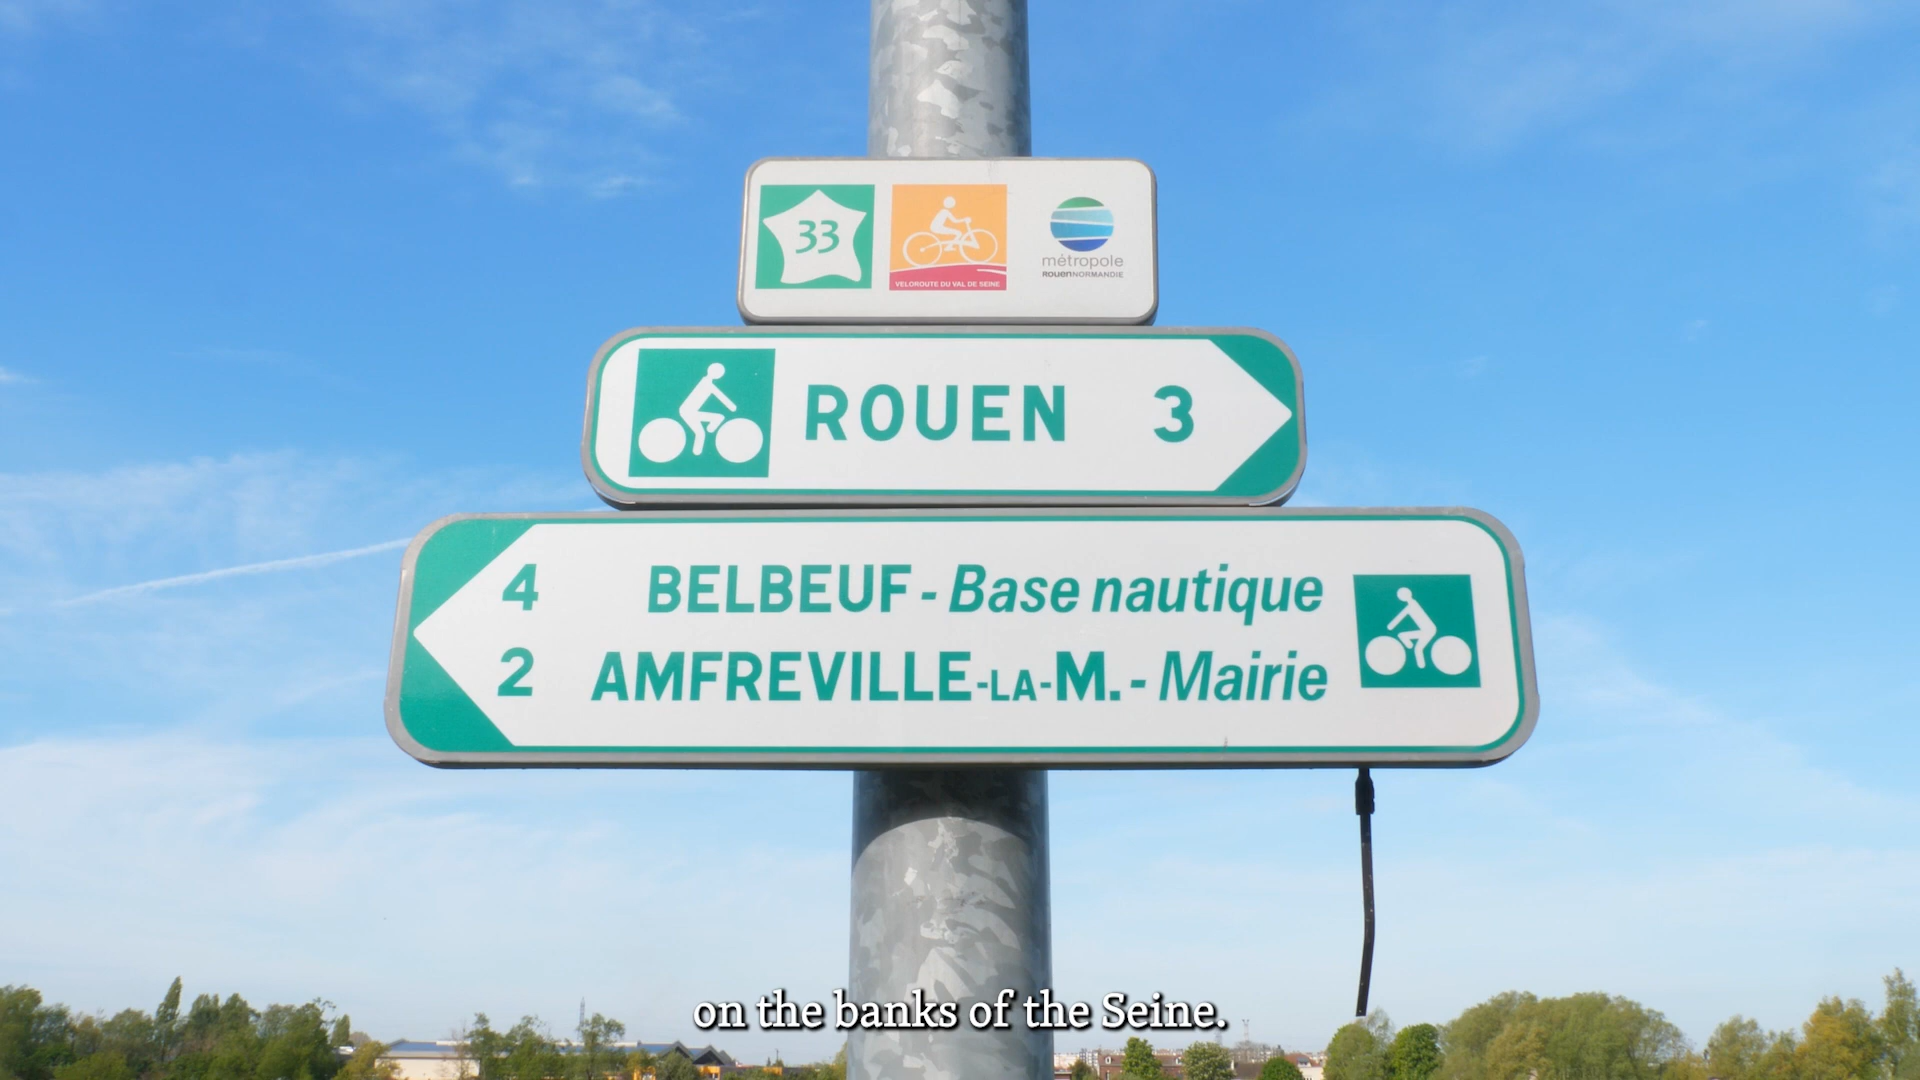 33
VELOROUTE DU VAL DE SEINE
métropole
ROUENNORMANDIE
ROUEN 3
4 BELBEUF - Base nautique
2 AMFREVILLE-LA-M. - Mairie
on the banks of the Seine.